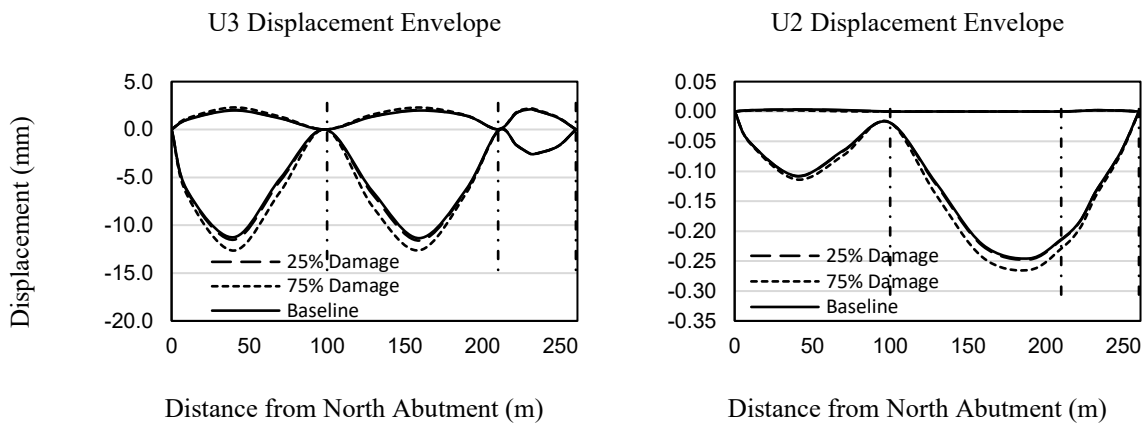 U3 Displacement Envelope
U2 Displacement Envelope
Displacement (mm)
5.0
0.0
-5.0
-10.0
-15.0
-20.0
25% Damage
75% Damage
Baseline
0 50 100 150 200 250
Distance from North Abutment (m)
0.05
0.00
-0.05
-0.10
-0.15
-0.20
-0.25
-0.30
-0.35
25% Damage
75% Damage
Baseline
0 50 100 150 200 250
Distance from North Abutment (m)